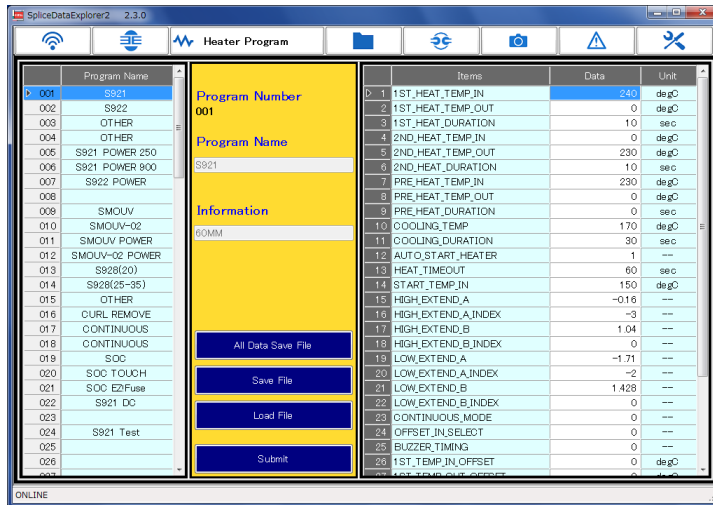 SpliceDataExplorer2 2.3.0
Heater Program
Program Name
001 S921
002 S922
003 OTHER
004 OTHER
005 S921 POWER 250
006 S921 POWER 900
007 S922 POWER
008
009 SMOUV
010 SMOUV-02
011 SMOUV POWER
012 SMOUV-02 POWER
013 S928(20)
014 S928(25-35)
015 OTHER
016 CURL REMOVE
017 CONTINUOUS
018 CONTINUOUS
019 SOC
020 SOC TOUCH
021 SOC EZ!Fuse
022 S921 DC
023
024 S921 Test
025
026
Program Number
001
Program Name
S921
Information
60MM
All Data Save File
Save File
Load File
Submit
Items Data Unit
1 1ST_HEAT_TEMP_IN 240 degC
2 1ST_HEAT_TEMP_OUT 0 degC
3 1ST_HEAT_DURATION 10 sec
4 2ND_HEAT_TEMP_IN 0 degC
5 2ND_HEAT_TEMP_OUT 230 degC
6 2ND_HEAT_DURATION 10 sec
7 PRE_HEAT_TEMP_IN 230 degC
8 PRE_HEAT_TEMP_OUT 0 degC
9 PRE_HEAT_DURATION 0 sec
10 COOLING_TEMP 170 degC
11 COOLING_DURATION 30 sec
12 AUTO_START_HEATER 1 --
13 HEAT_TIMEOUT 60 sec
14 START_TEMP_IN 150 degC
15 HIGH_EXTEND_A -0.16 --
16 HIGH_EXTEND_A_INDEX -3 --
17 HIGH_EXTEND_B 1.04 --
18 HIGH_EXTEND_B_INDEX 0 --
19 LOW_EXTEND_A -1.71 --
20 LOW_EXTEND_A_INDEX -2 --
21 LOW_EXTEND_B 1.428 --
22 LOW_EXTEND_B_INDEX 0 --
23 CONTINUOUS_MODE 0 --
24 OFFSET_IN_SELECT 0 --
25 BUZZER_TIMING 0 --
26 1ST_TEMP_IN_OFFSET 0 degC
ONLINE